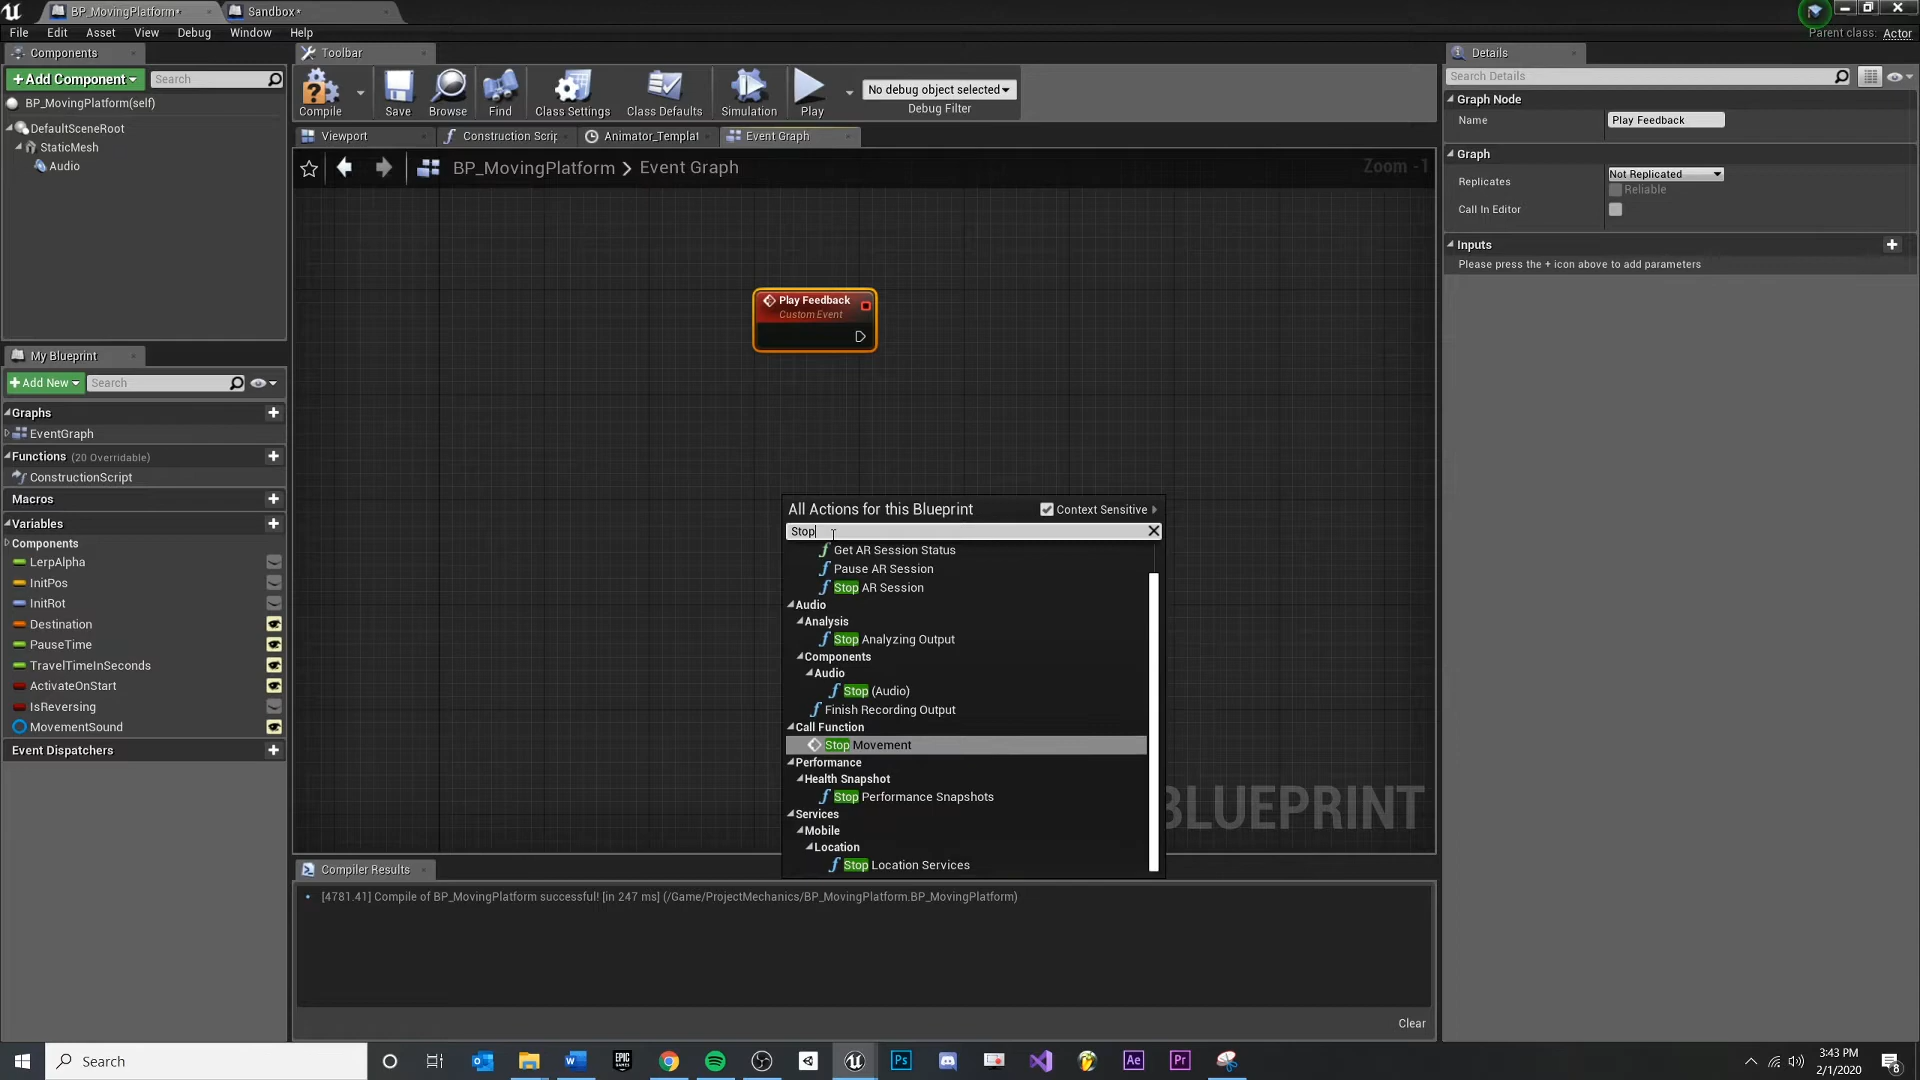 BP_MovingPlatform*
Sandbox*
File Edit Asset View Debug Window Help
Parent class: Actor
Components
+Add Component
Search
BP_MovingPlatform(self)
DefaultSceneRoot
StaticMesh
Audio
Toolbar
Compile
Save
Browse
Find
Class Settings
Class Defaults
Simulation
Play
No debug object selected
Debug Filter
Viewport
Construction Scrip
Animator_Templat
Event Graph
BP_MovingPlatform > Event Graph
Zoom -1
Play Feedback
Custom Event
All Actions for this Blueprint
Context Sensitive
Stop
Get AR Session Status
Pause AR Session
Stop AR Session
Audio
Analysis
Stop Analyzing Output
Components
Audio
Stop (Audio)
Finish Recording Output
Call Function
Stop Movement
Performance
Health Snapshot
Stop Performance Snapshots
Services
Mobile
Location
Stop Location Services
BLUEPRINT
My Blueprint
+Add New
Search
Graphs
EventGraph
Functions (20 Overridable)
ConstructionScript
Macros
Variables
Components
LerpAlpha
InitPos
InitRot
Destination
PauseTime
TravelTimeInSeconds
ActivateOnStart
IsReversing
MovementSound
Event Dispatchers
Compiler Results
[4781.41] Compile of BP_MovingPlatform successful! [in 247 ms] (/Game/ProjectMechanics/BP_MovingPlatform.BP_MovingPlatform)
Clear
Details
Search Details
Graph Node
Name
Play Feedback
Graph
Replicates
Not Replicated
Reliable
Call In Editor
Inputs
Please press the + icon above to add parameters
Search
EPIC GAMES
Ps
Ae
Pr
3:43 PM
2/1/2020
8